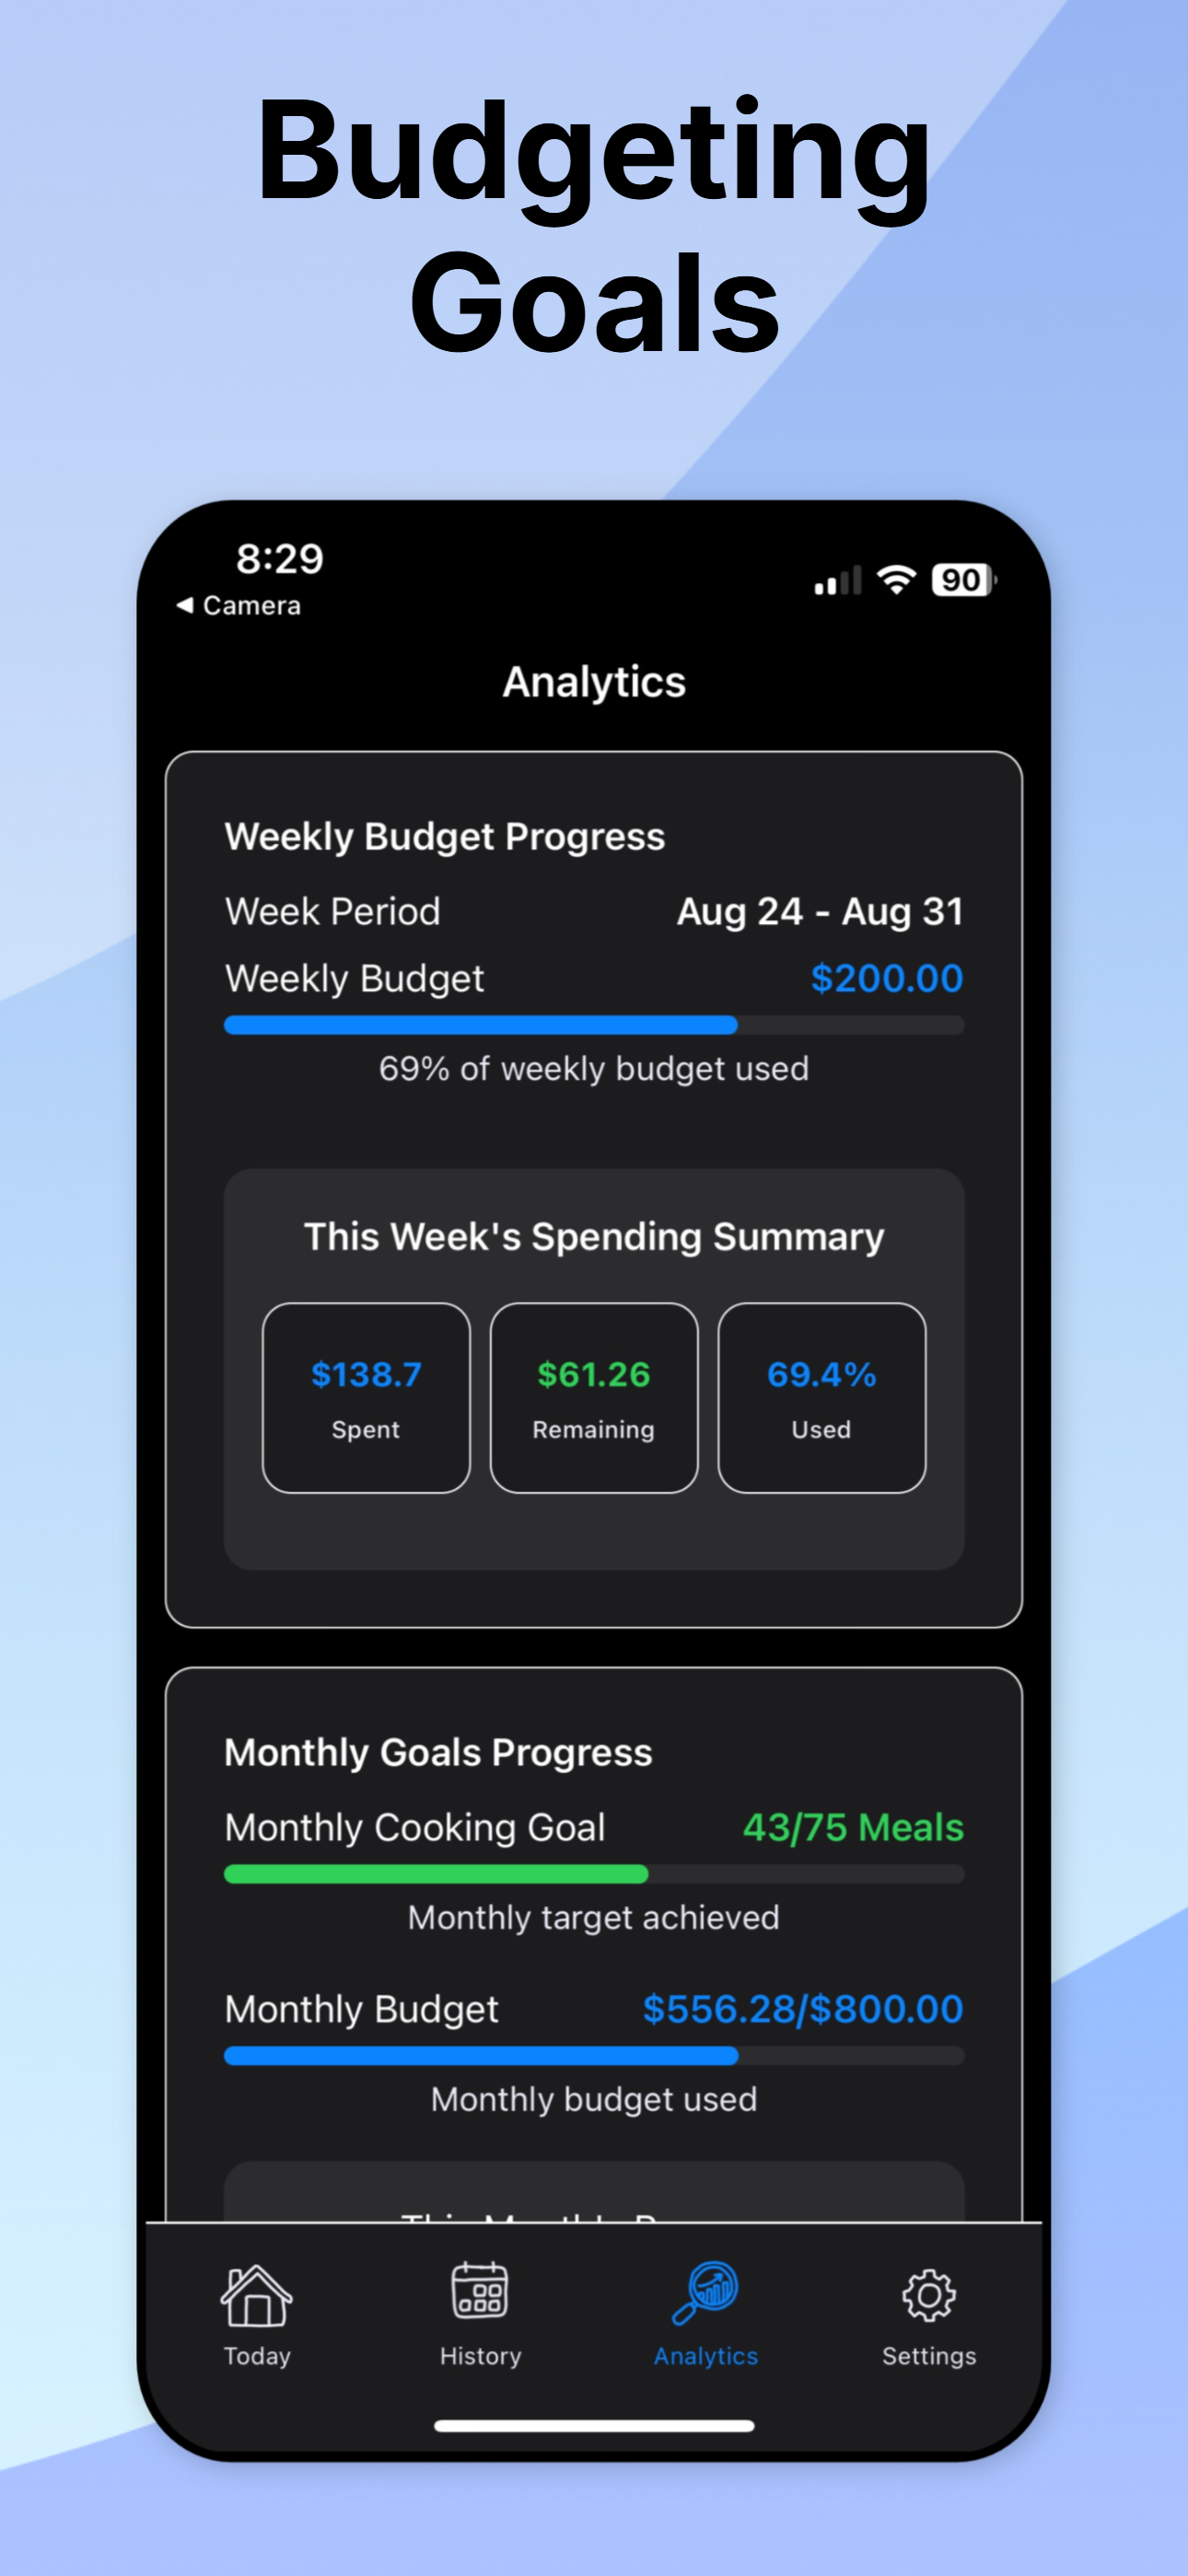 Budgeting
Goals
8:29
90
◀ Camera
Analytics
Weekly Budget Progress
Week Period Aug 24 - Aug 31
Weekly Budget $200.00
69% of weekly budget used
This Week's Spending Summary
$138.7 $61.26 69.4%
Spent Remaining Used
Monthly Goals Progress
Monthly Cooking Goal 43/75 Meals
Monthly target achieved
Monthly Budget $556.28/$800.00
Monthly budget used
Today History Analytics Settings